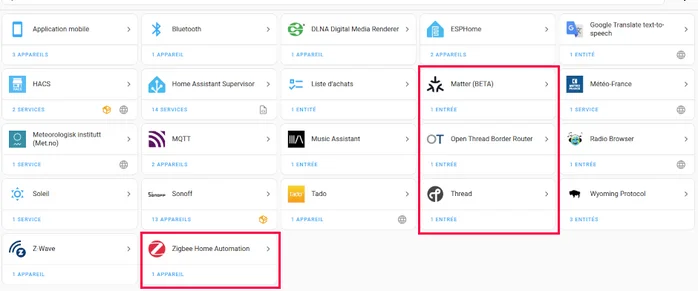 Application mobile
3 APPAREILS
Bluetooth
1 APPAREIL
DLNA Digital Media Renderer
1 APPAREIL
ESPHome
2 APPAREILS
Google Translate text-to-
speech
1 ENTITÉ
HACS
2 SERVICES
Home Assistant Supervisor
14 SERVICES
Liste d'achats
1 ENTITÉ
Matter (BETA)
1 ENTRÉE
Météo-France
1 SERVICE
Meteorologisk institutt
(Met.no)
1 SERVICE
MQTT
2 APPAREILS
Music Assistant
1 ENTRÉE
OT
Open Thread Border Router
1 ENTRÉE
Radio Browser
1 ENTRÉE
Soleil
1 SERVICE
SONOFF
Sonoff
13 APPAREILS
tado°
Tado
1 APPAREIL
Thread
1 ENTRÉE
Wyoming Protocol
3 ENTITÉS
Z-Wave
1 APPAREIL
Zigbee Home Automation
1 APPAREIL